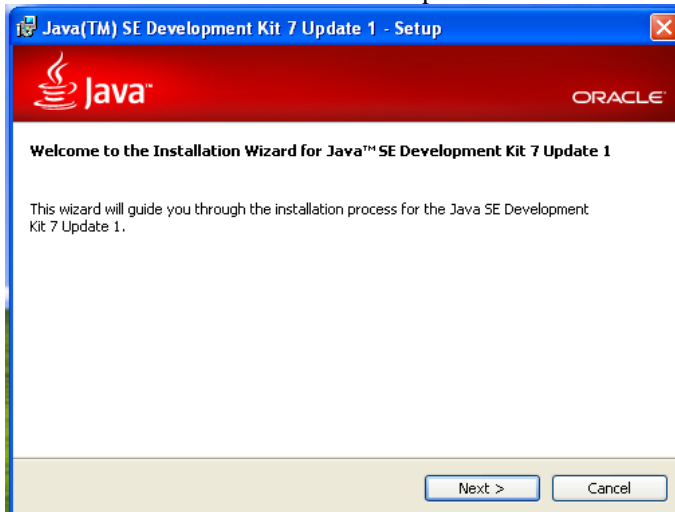 Java(TM) SE Development Kit 7 Update 1 - Setup
Java™
ORACLE
Welcome to the Installation Wizard for Java™ SE Development Kit 7 Update 1
This wizard will guide you through the installation process for the Java SE Development
Kit 7 Update 1.
Next >
Cancel